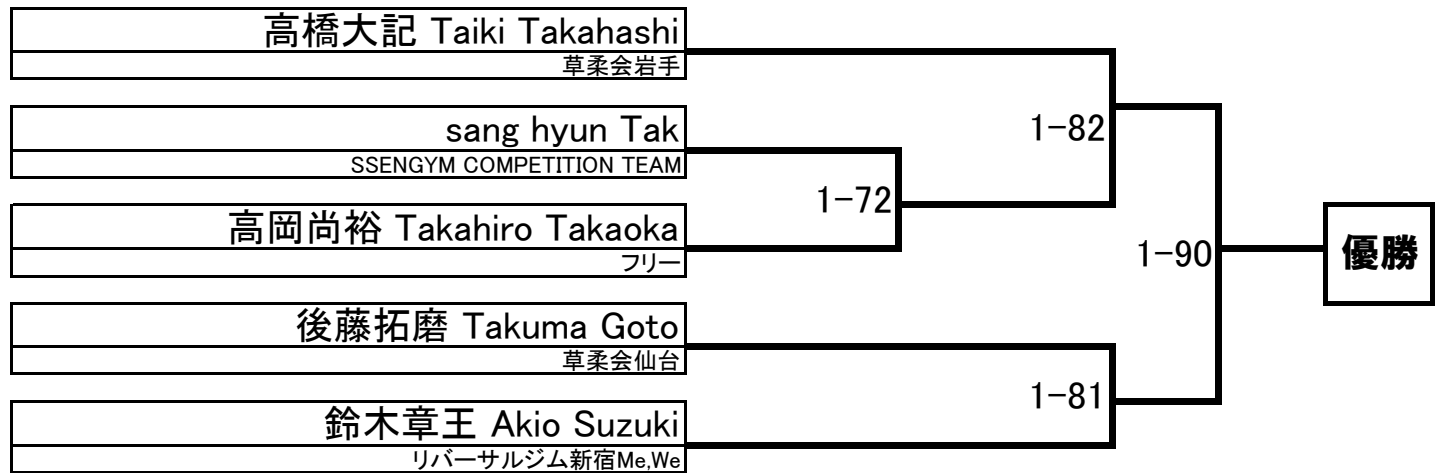 高橋大記 Taiki Takahashi
草柔会岩手
sang hyun Tak
SSENGYM COMPETITION TEAM
高岡尚裕 Takahiro Takaoka
フリー
後藤拓磨 Takuma Goto
草柔会仙台
鈴木章王 Akio Suzuki
リバーサルジム新宿Me,We
1-82
1-72
1-90
1-81
優勝